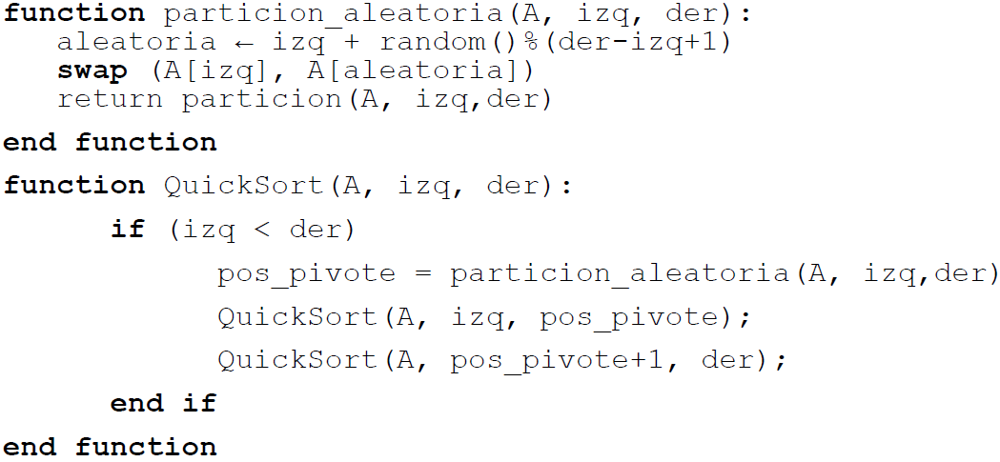 function particion_aleatoria(A, izq, der):
aleatoria ← izq + random()%(der-izq+1)
swap (A[izq], A[aleatoria])
return particion(A, izq,der)
end function
function QuickSort(A, izq, der):
if (izq < der)
pos_pivote = particion_aleatoria(A, izq,der)
QuickSort(A, izq, pos_pivote);
QuickSort(A, pos_pivote+1, der);
end if
end function